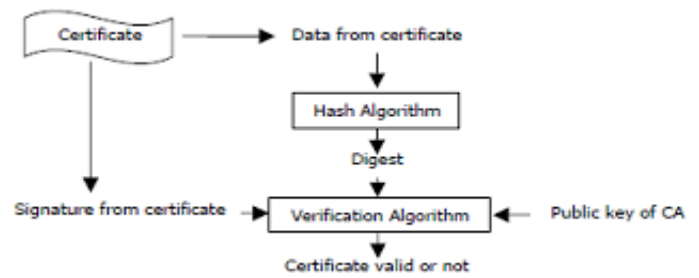 Certificate
Data from certificate
Hash Algorithm
Digest
Signature from certificate
Verification Algorithm
Public key of CA
Certificate valid or not